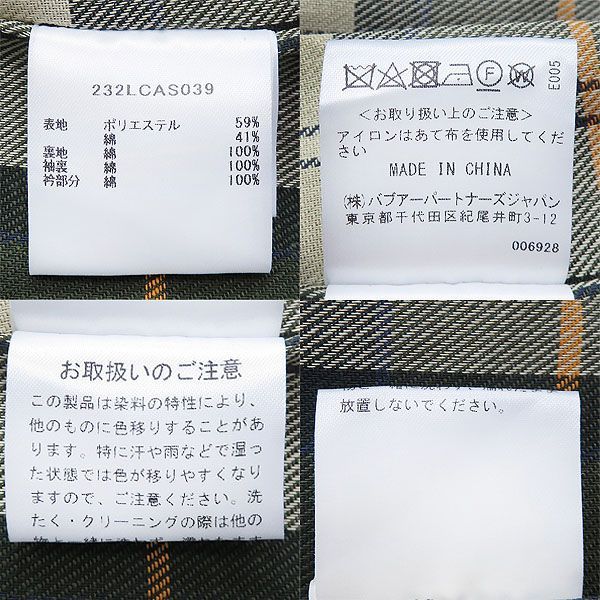 232LCAS039
表地 ポリエステル 59%
綿 41%
裏地 綿 100%
袖裏 綿 100%
衿部分 綿 100%
F W
E005
＜お取り扱い上のご注意＞
アイロンはあて布を使用してくだ
さい
MADE IN CHINA
(株)バブアーパートナーズジャパン
東京都千代田区紀尾井町3-12
006928
お取扱いのご注意
この製品は染料の特性により、
他のものに色移りすることがあ
ります。特に汗や雨などで湿っ
た状態では色が移りやすくなり
ますので、ご注意ください。洗
たく・クリーニングの際は他の
放置しないでください。